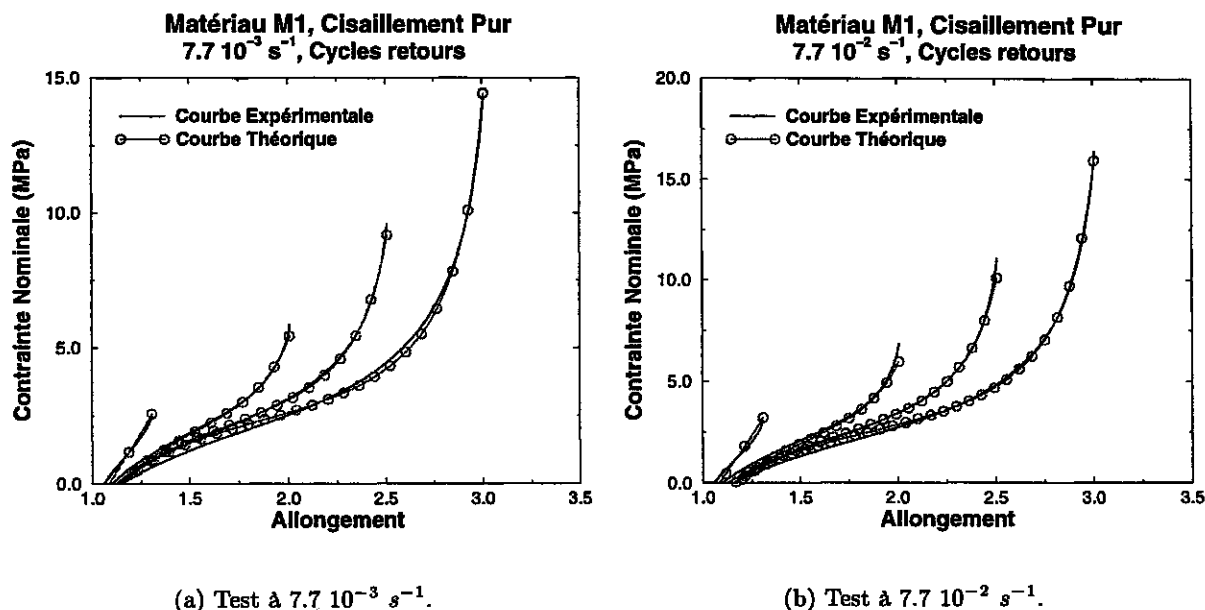 Matériau M1, Cisaillement Pur
7.7 10⁻³ s⁻¹, Cycles retours
15.0
10.0
5.0
0.0
Contrainte Nominale (MPa)
Courbe Expérimentale
Courbe Théorique
1.0 1.5 2.0 2.5 3.0 3.5
Allongement
(a) Test à 7.7 10⁻³ s⁻¹.
Matériau M1, Cisaillement Pur
7.7 10⁻² s⁻¹, Cycles retours
20.0
15.0
10.0
5.0
0.0
Contrainte Nominale (MPa)
Courbe Expérimentale
Courbe Théorique
1.0 1.5 2.0 2.5 3.0 3.5
Allongement
(b) Test à 7.7 10⁻² s⁻¹.